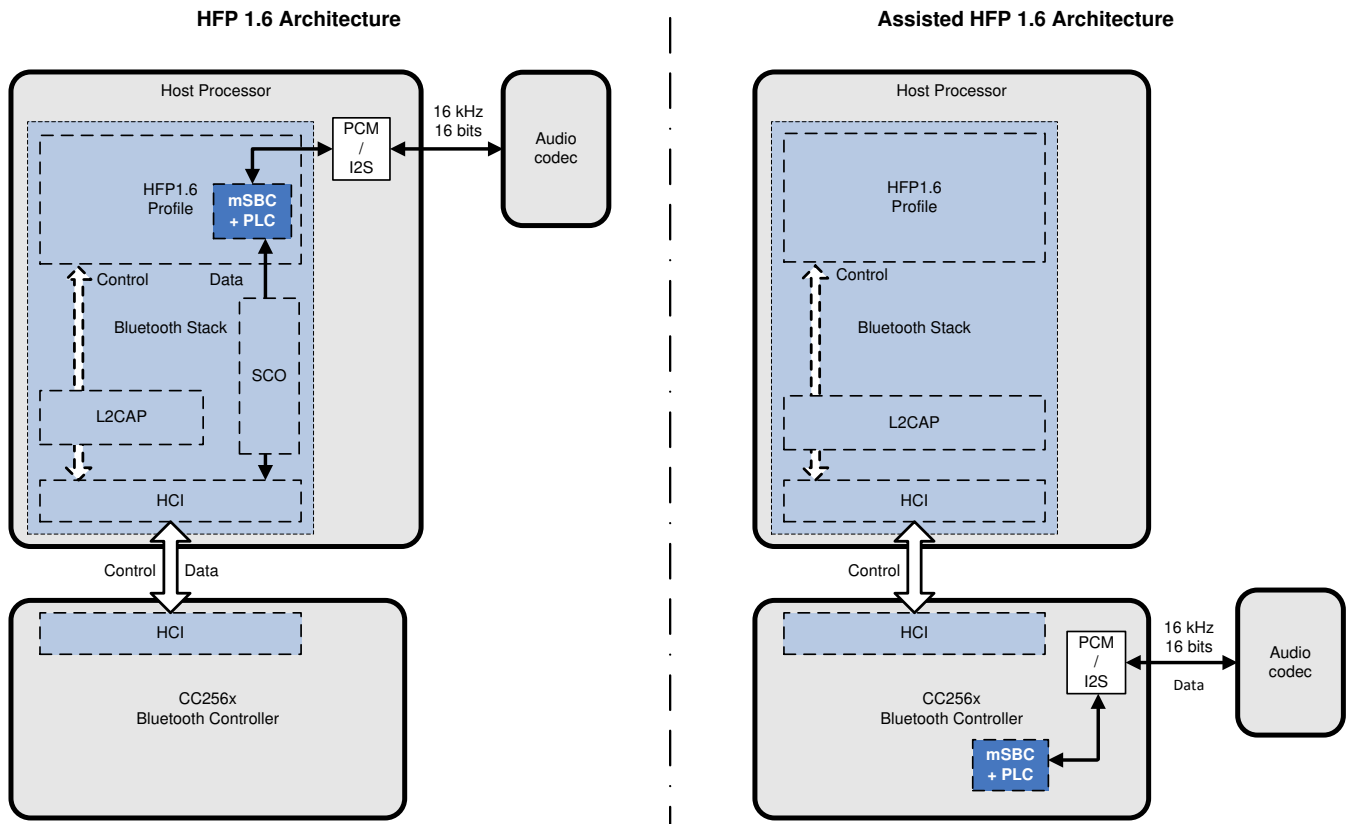 HFP 1.6 Architecture
Host Processor
PCM
/
I2S
16 kHz
16 bits
Audio
codec
HFP1.6
Profile
mSBC
+ PLC
Control
Data
Bluetooth Stack
SCO
L2CAP
HCI
Control
Data
HCI
CC256x
Bluetooth Controller
Assisted HFP 1.6 Architecture
Host Processor
HFP1.6
Profile
Control
Bluetooth Stack
L2CAP
HCI
Control
HCI
PCM
/
I2S
16 kHz
16 bits
Data
Audio
codec
CC256x
Bluetooth Controller
mSBC
+ PLC